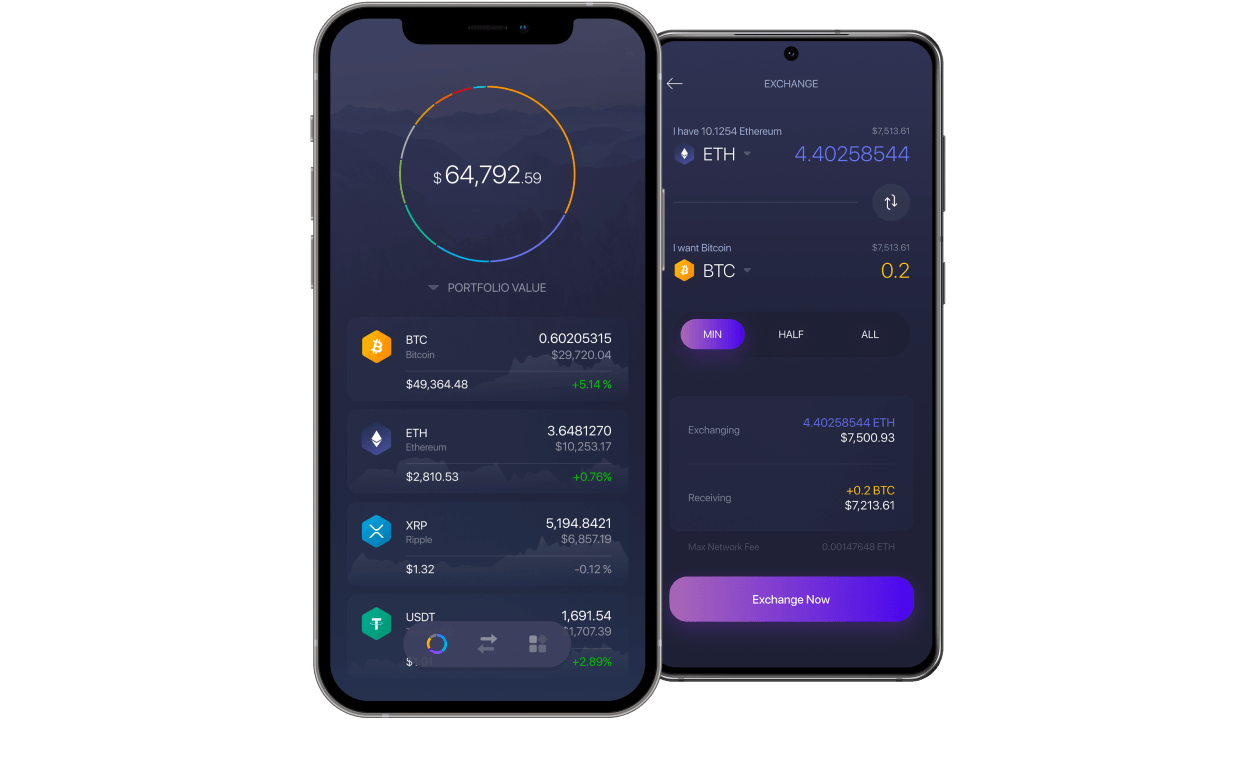 $64,792.59
PORTFOLIO VALUE
BTC 0.60205315
Bitcoin $29,720.04
$49,364.48 +5.14 %
ETH 3.6481270
Ethereum $10,253.17
$2,810.53 +0.76%
XRP 5,194.8421
Ripple $6,857.19
$1.32 -0.12 %
USDT 1,691.54
$1,707.39
$1.01 +2.89%
EXCHANGE
I have 10.1254 Ethereum $7,513.61
ETH 4.40258544
I want Bitcoin $7,513.61
BTC 0.2
MIN HALF ALL
Exchanging 4.40258544 ETH
$7,500.93
Receiving +0.2 BTC
$7,213.61
Max Network Fee 0.00147648 ETH
Exchange Now